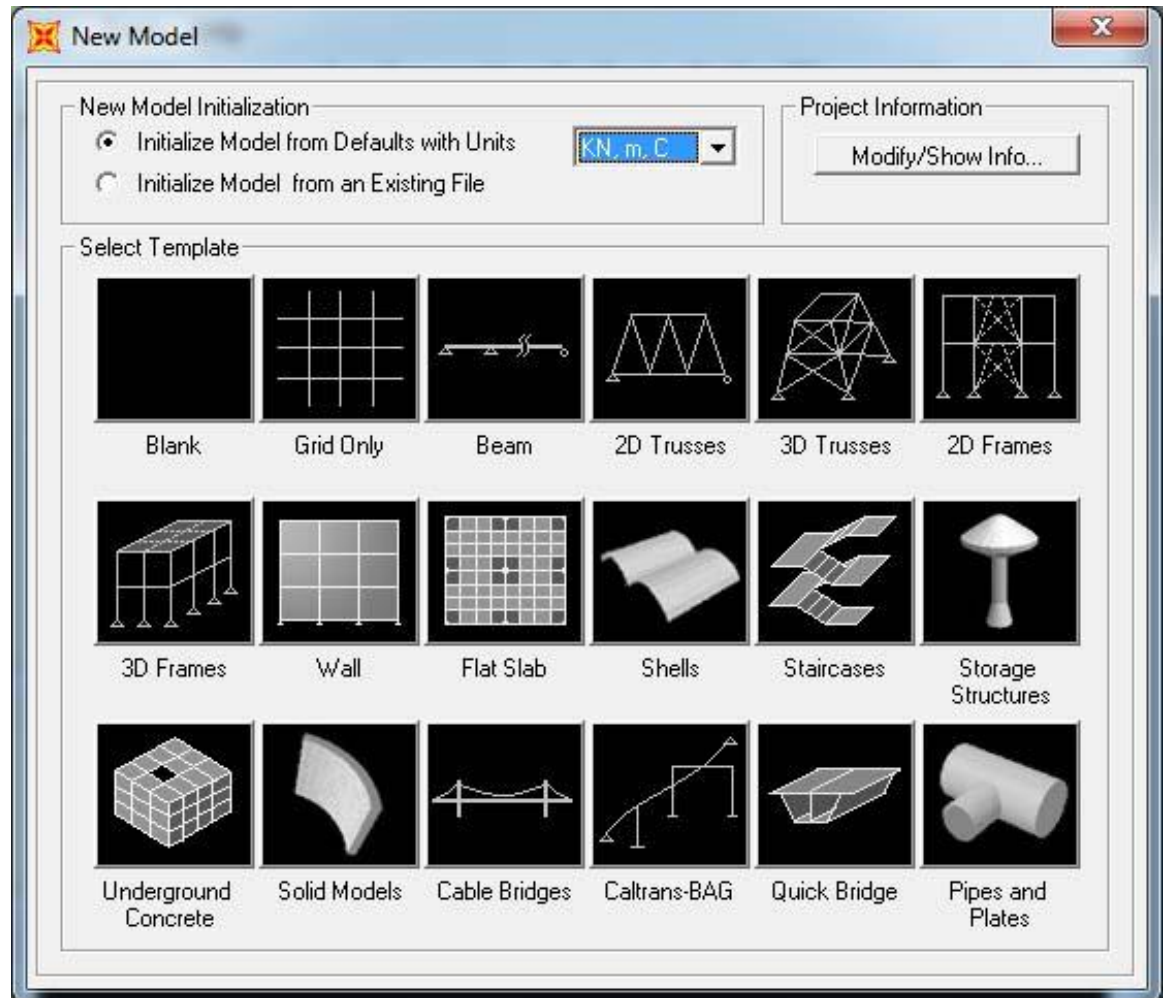 New Model
New Model Initialization
Initialize Model from Defaults with Units
KN, m, C
Initialize Model from an Existing File
Project Information
Modify/Show Info...
Select Template
Blank
Grid Only
Beam
2D Trusses
3D Trusses
2D Frames
3D Frames
Wall
Flat Slab
Shells
Staircases
Storage
Structures
Underground
Concrete
Solid Models
Cable Bridges
Caltrans-BAG
Quick Bridge
Pipes and
Plates